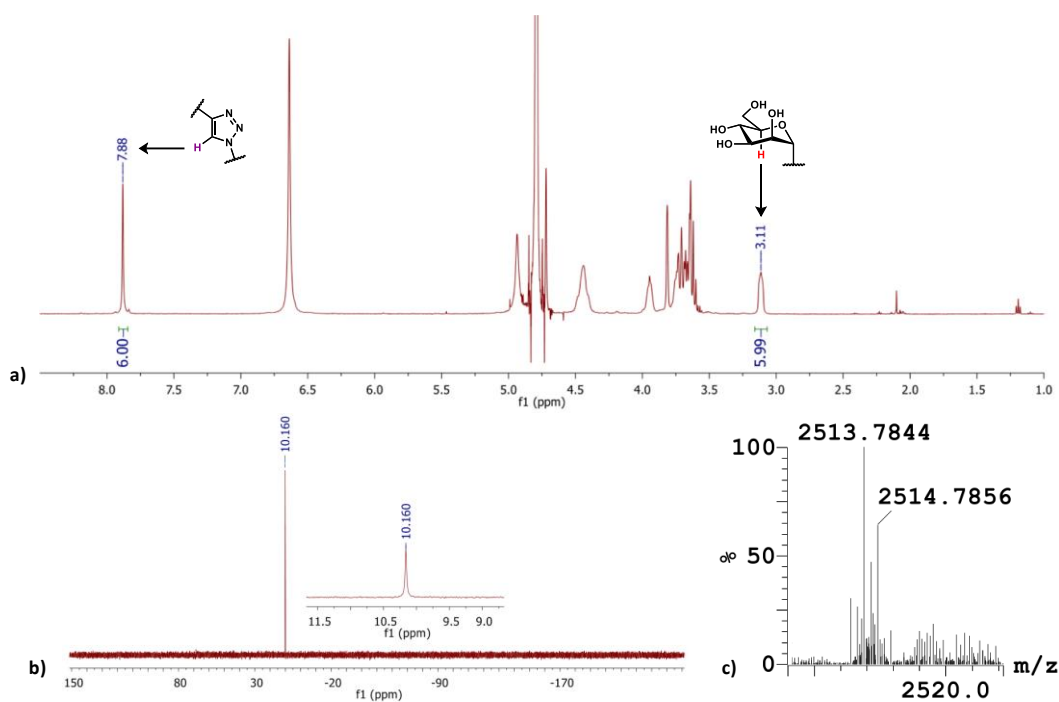 OH
OH
O
HO
HO
H
N
N
N
H
7.88
3.11
6.00
5.99
a)
8.0 7.5 7.0 6.5 6.0 5.5 5.0 4.5 4.0 3.5 3.0 2.5 2.0 1.5 1.0
f1 (ppm)
10.160
10.160
11.5 10.5 9.5 9.0
f1 (ppm)
b)
150 80 30 -20 -90 -170
f1 (ppm)
2513.7844
100
2514.7856
%
50
0
c)
m/z
2520.0